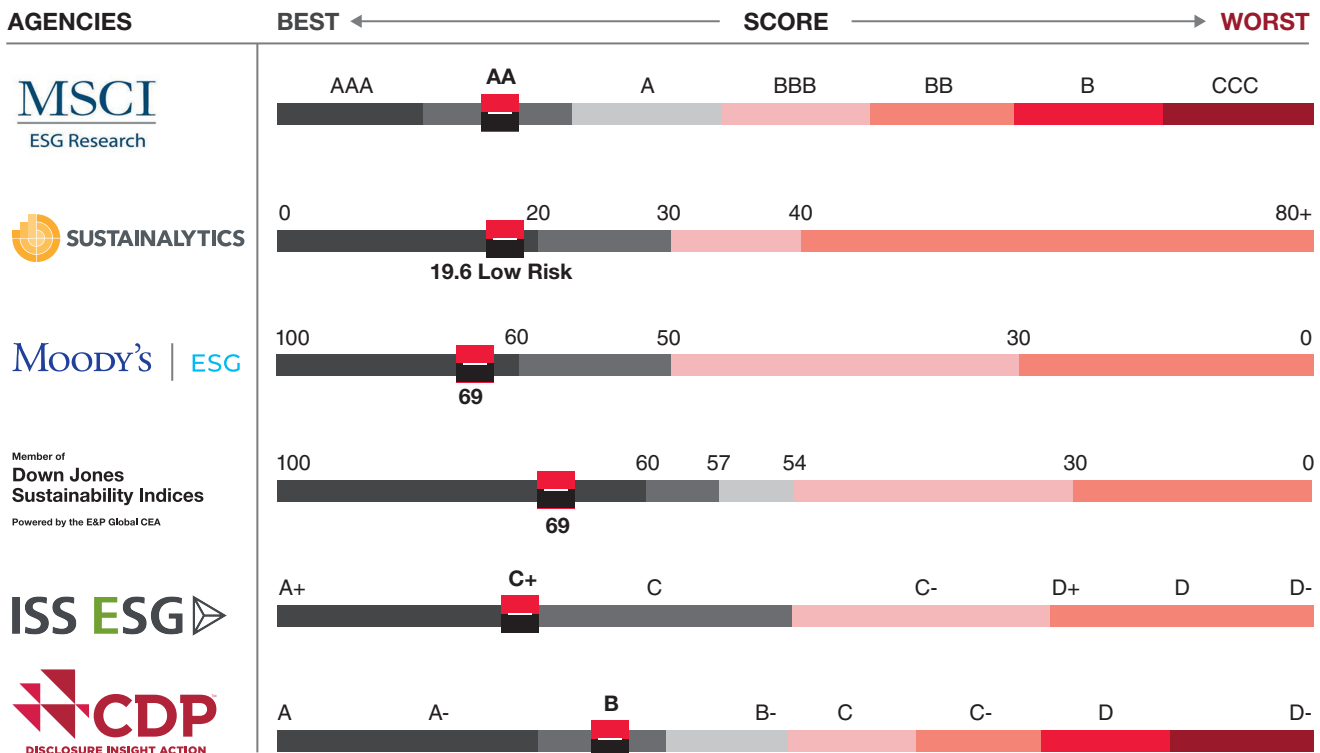 AGENCIES BEST SCORE WORST
MSCI
ESG Research
AAA AA A BBB BB B CCC
SUSTAINALYTICS
0 20 30 40 80+
19.6 Low Risk
MOODY'S | ESG
100 60 50 30 0
69
Member of
Down Jones
Sustainability Indices
Powered by the E&P Global CEA
100 60 57 54 30 0
69
ISS ESG
A+ C+ C C- D+ D D-
CDP
DISCLOSURE INSIGHT ACTION
A A- B B- C C- D D-